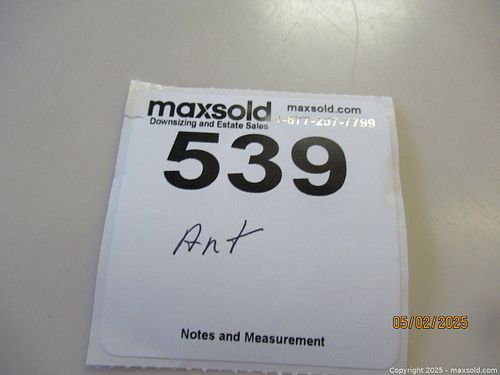 maxsold maxsold.com
Downsizing and Estate Sales 1-877-257-7799
539
Ant
Notes and Measurement
05/02/2025
Copyright 2025 - maxsold.com